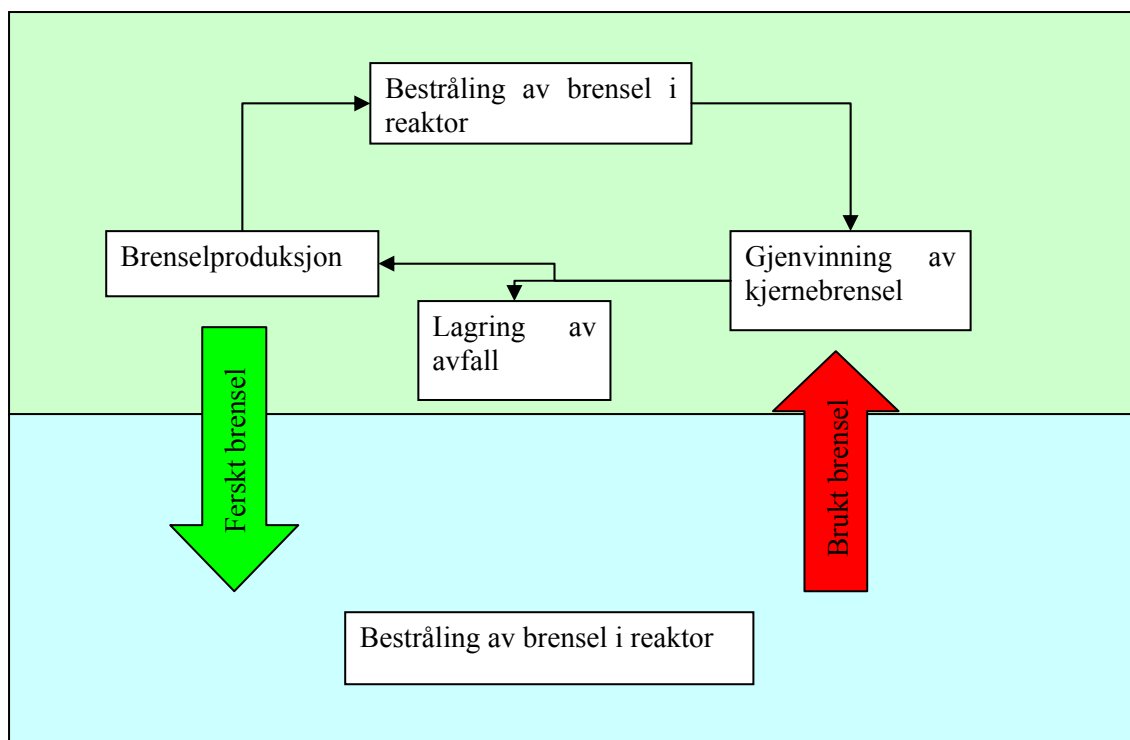 Bestråling av brensel i
reaktor
Brenselproduksjon
Gjenvinning av
kjernebrensel
Lagring av
avfall
Ferskt brensel
Brukt brensel
Bestråling av brensel i reaktor